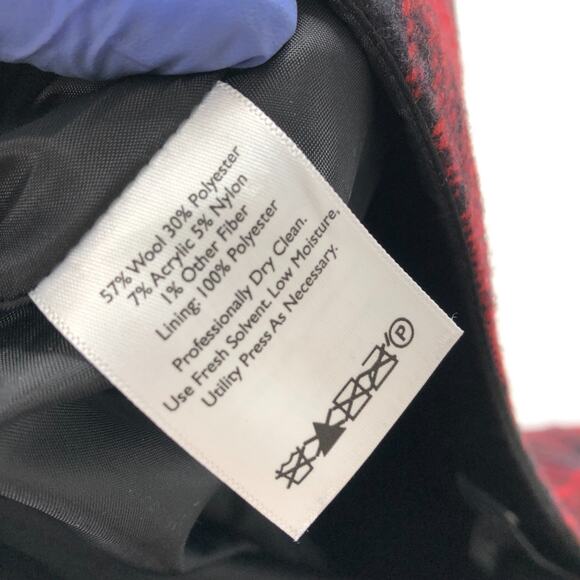 57% Wool 30% Polyester
7% Acrylic 5% Nylon
1% Other Fiber
Lining: 100% Polyester
Professionally Dry Clean.
Use Fresh Solvent Low Moisture,
Utility Press As Necessary.
P